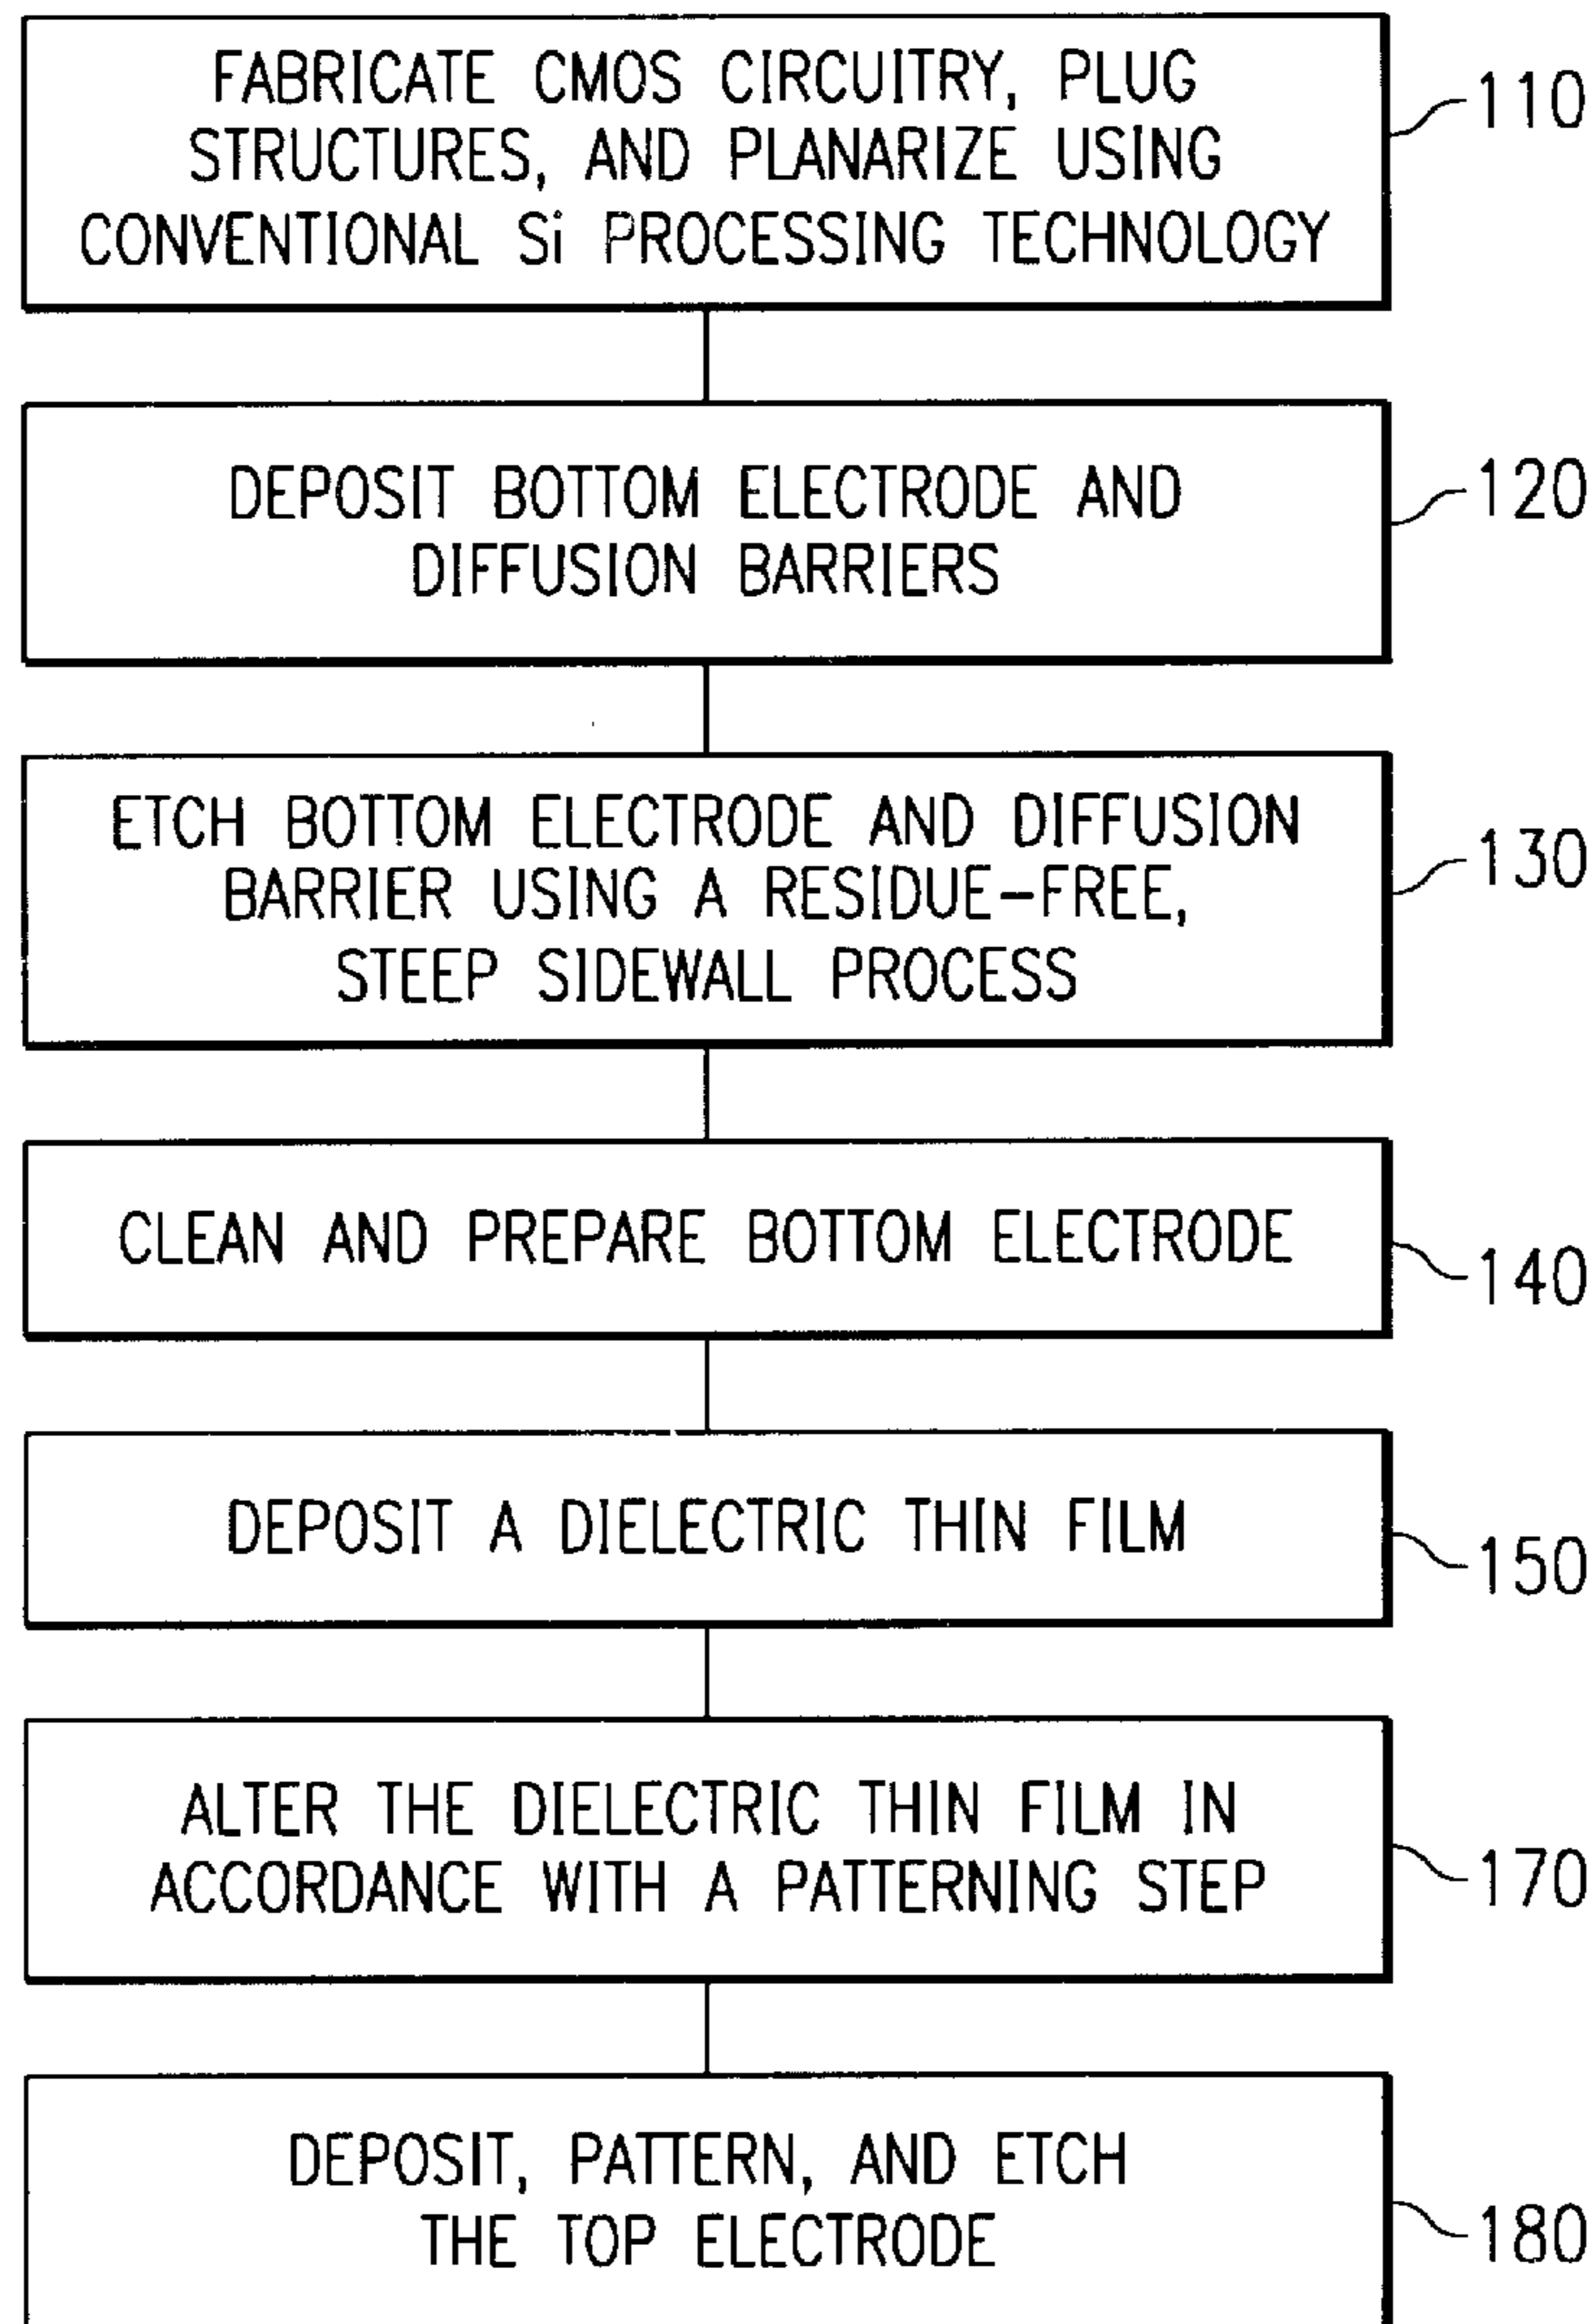 FABRICATE CMOS CIRCUITRY, PLUG
STRUCTURES, AND PLANARIZE USING
CONVENTIONAL Si PROCESSING TECHNOLOGY
110
DEPOSIT BOTTOM ELECTRODE AND
DIFFUSION BARRIERS
120
ETCH BOTTOM ELECTRODE AND DIFFUSION
BARRIER USING A RESIDUE-FREE,
STEEP SIDEWALL PROCESS
130
CLEAN AND PREPARE BOTTOM ELECTRODE
140
DEPOSIT A DIELECTRIC THIN FILM
150
ALTER THE DIELECTRIC THIN FILM IN
ACCORDANCE WITH A PATTERNING STEP
170
DEPOSIT, PATTERN, AND ETCH
THE TOP ELECTRODE
180